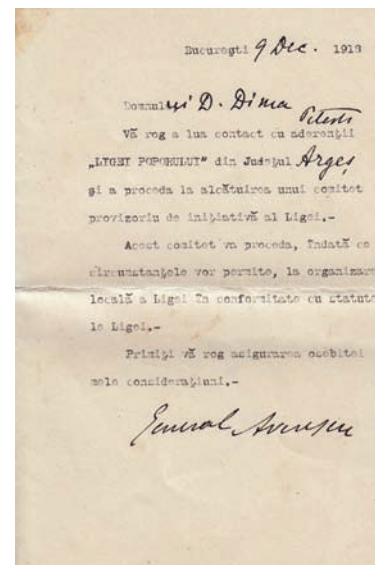 Bucureşti 9 Dec. 1918
Domnului D. Dima
Piteşti
Vă rog a lua contact cu aderenţii
„LIGEI POPORULUI" din Judeţul Argeş
şi a proceda la alcătuirea unui comitet
provizoriu de iniţiativă al Ligei.-
Acest comitet va proceda, îndată ce
circumstanţele vor permite, la organizare
locală a Ligei în conformitate cu statute
le Ligei.-
Primiţi vă rog asigurarea osebitei
mele consideraţiuni.-
General Averescu